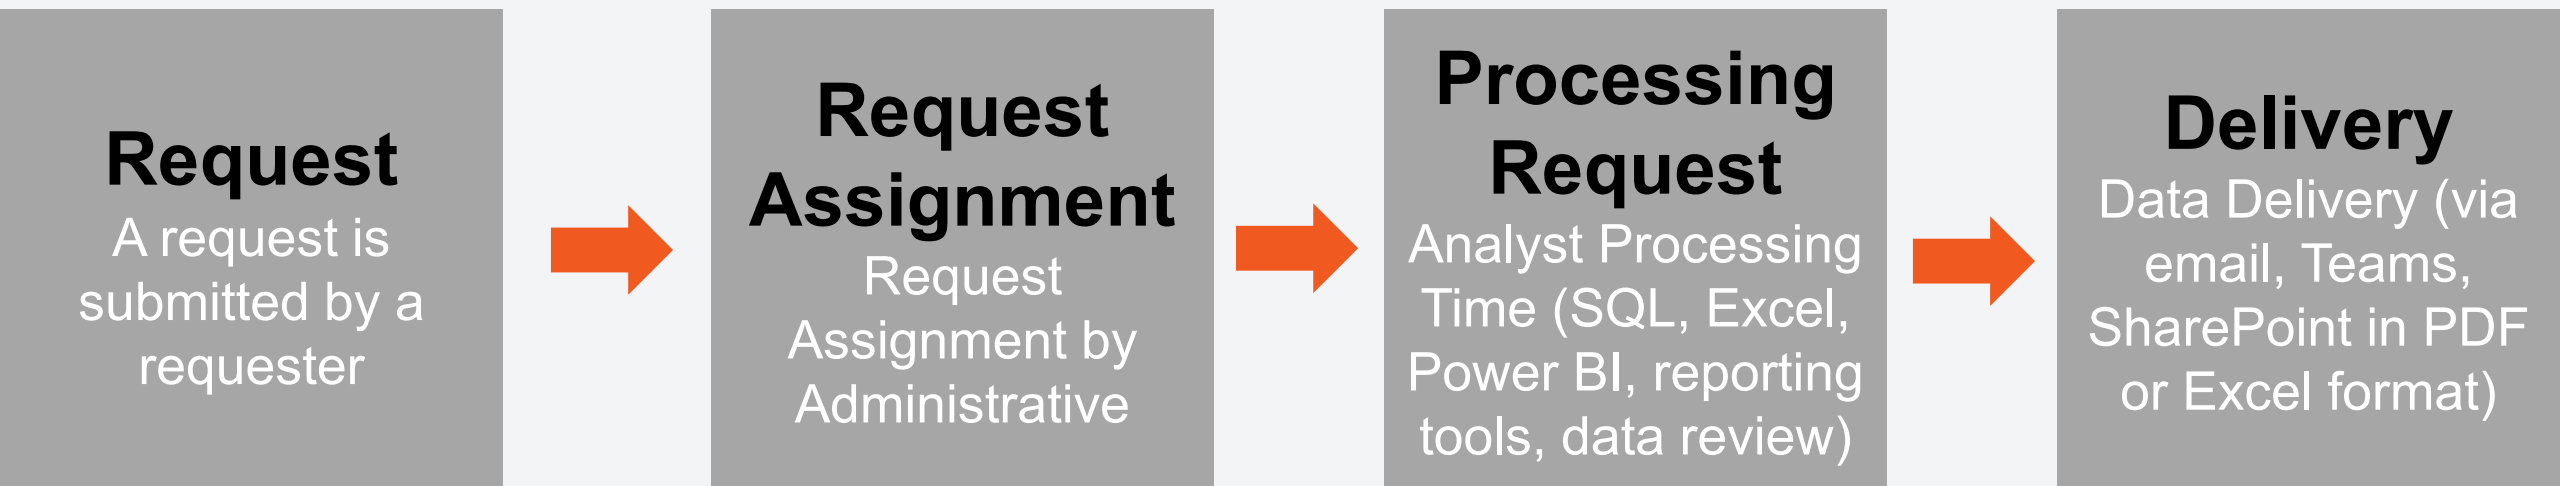 Request
A request is
submitted by a
requester
Request
Assignment
Request
Assignment by
Administrative
Processing
Request
Analyst Processing
Time (SQL, Excel,
Power BI, reporting
tools, data review)
Delivery
Data Delivery (via
email, Teams,
SharePoint in PDF
or Excel format)